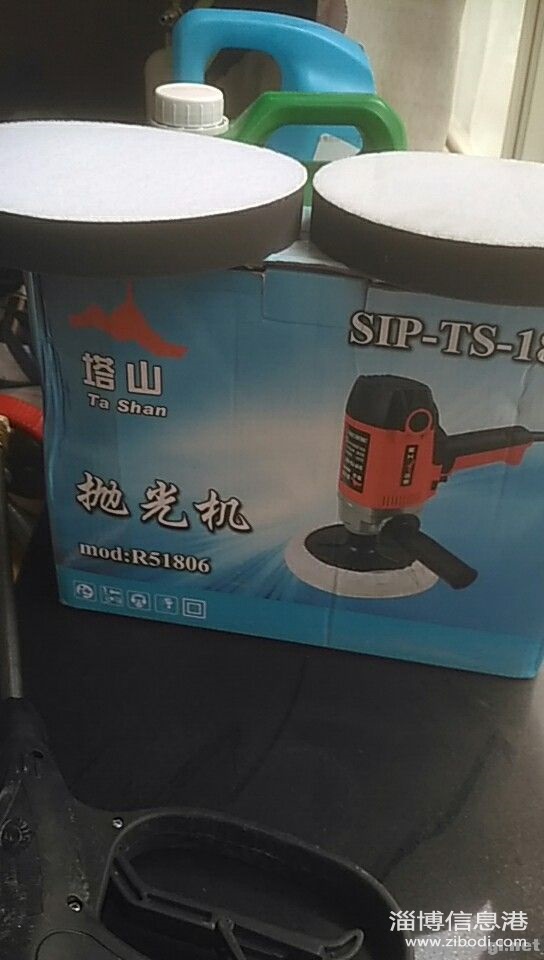 SIP-TS-18
塔山
Ta Shan
抛光机
mod:R51806
淄博信息港
www.zibodi.com